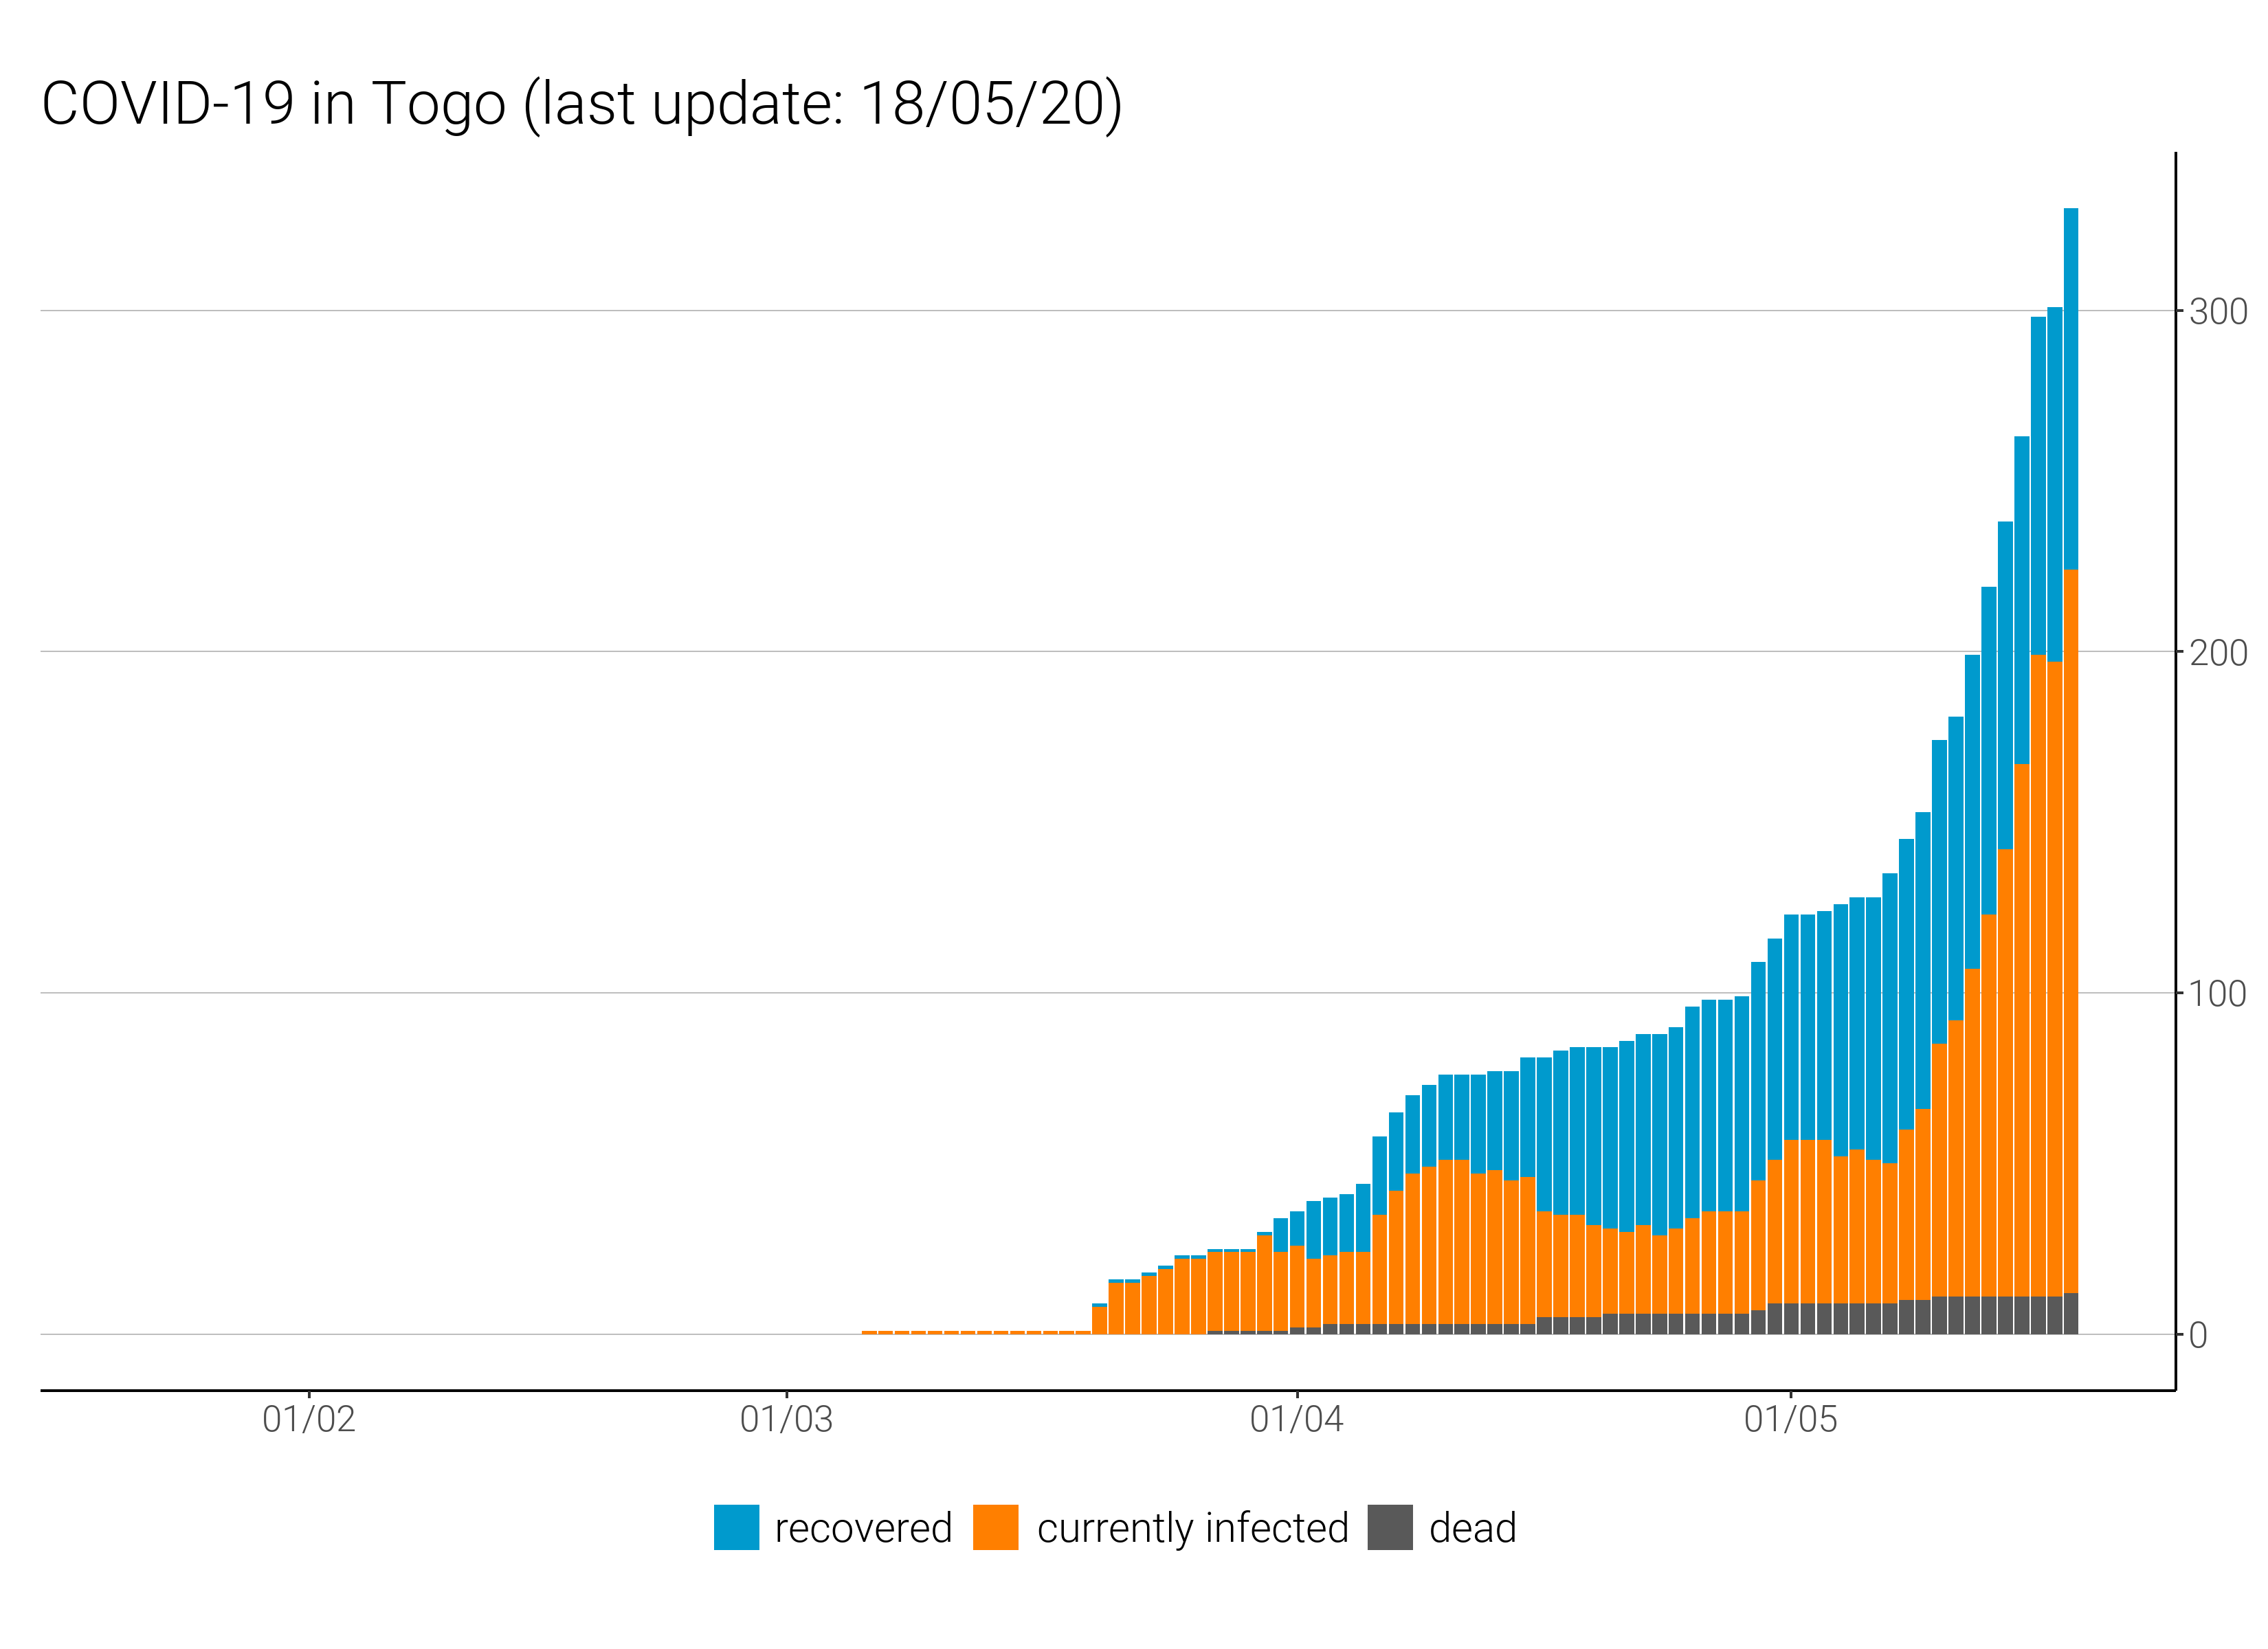 COVID-19 in Togo (last update: 18/05/20)
300
200
100
0
01/02 01/03 01/04 01/05
recovered currently infected dead